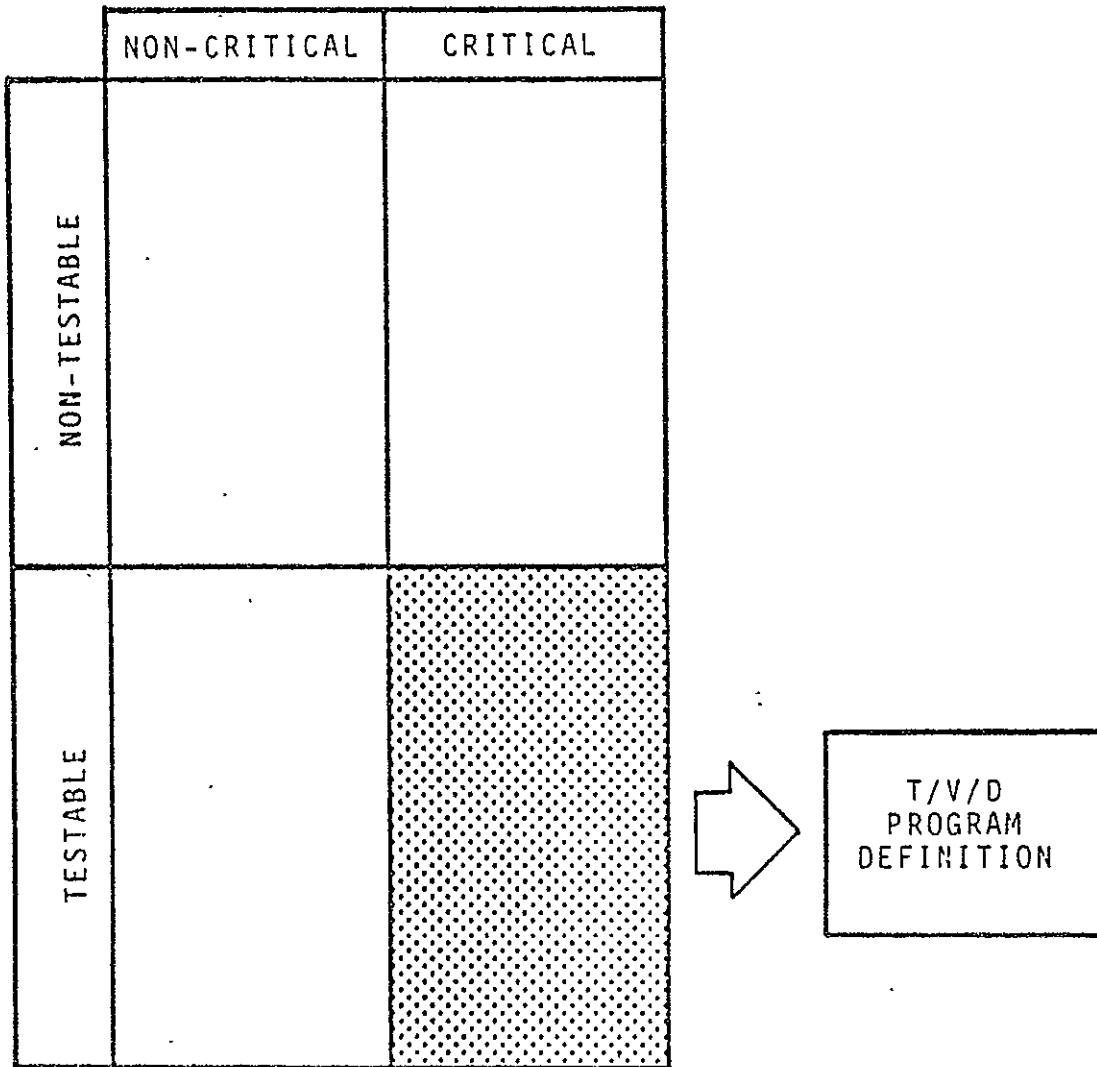 NON-CRITICAL
CRITICAL
NON-TESTABLE
TESTABLE
T/V/D
PROGRAM
DEFINITION